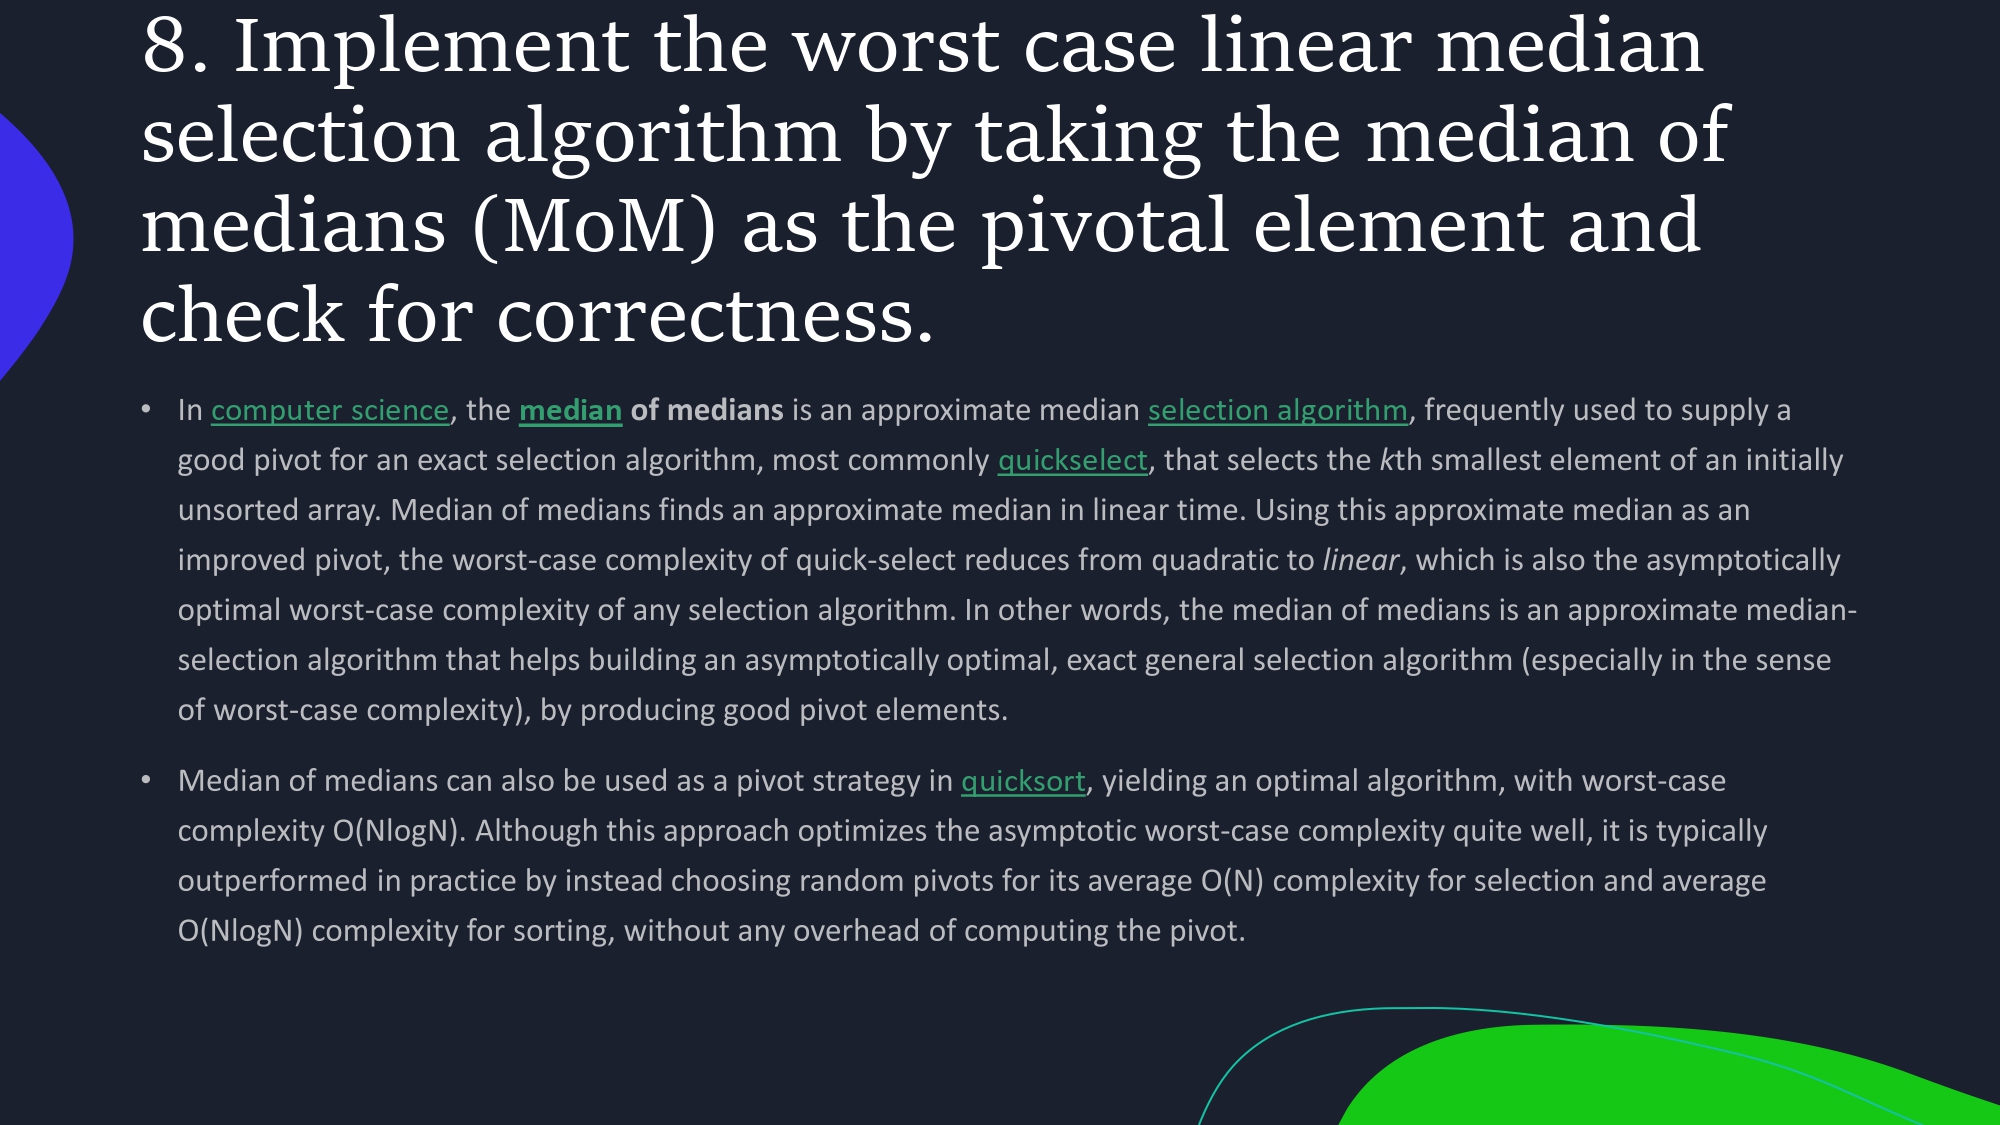 8. Implement the worst case linear median
selection algorithm by taking the median of
medians (MoM) as the pivotal element and
check for correctness.
• In computer science, the median of medians is an approximate median selection algorithm, frequently used to supply a
good pivot for an exact selection algorithm, most commonly quickselect, that selects the kth smallest element of an initially
unsorted array. Median of medians finds an approximate median in linear time. Using this approximate median as an
improved pivot, the worst-case complexity of quick-select reduces from quadratic to linear, which is also the asymptotically
optimal worst-case complexity of any selection algorithm. In other words, the median of medians is an approximate median-
selection algorithm that helps building an asymptotically optimal, exact general selection algorithm (especially in the sense
of worst-case complexity), by producing good pivot elements.
• Median of medians can also be used as a pivot strategy in quicksort, yielding an optimal algorithm, with worst-case
complexity O(NlogN). Although this approach optimizes the asymptotic worst-case complexity quite well, it is typically
outperformed in practice by instead choosing random pivots for its average O(N) complexity for selection and average
O(NlogN) complexity for sorting, without any overhead of computing the pivot.